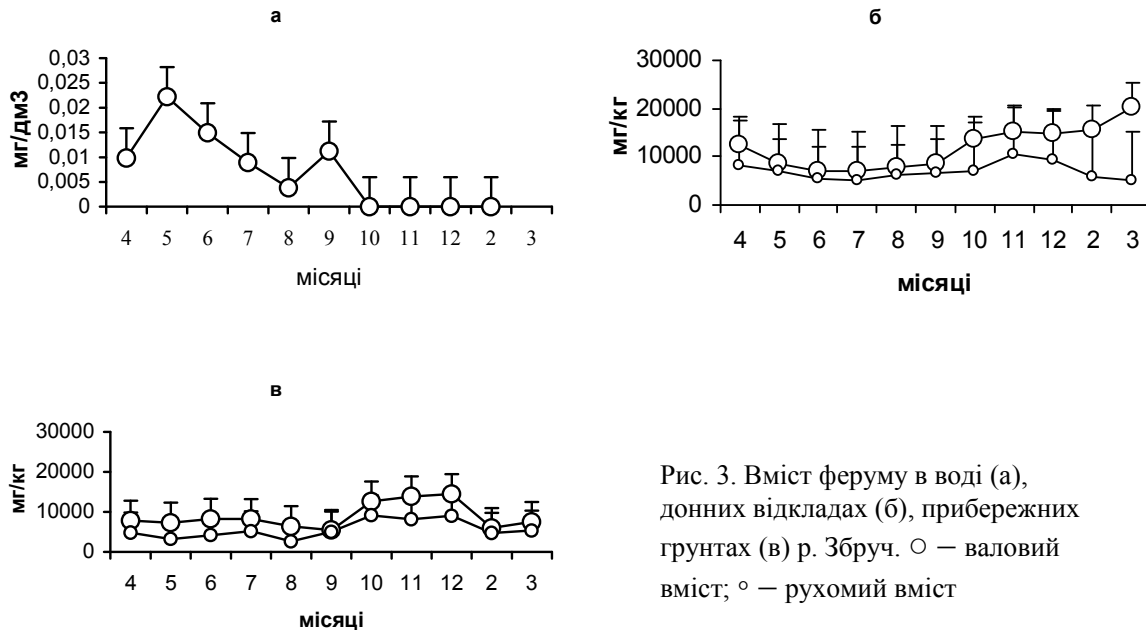 а
0,03
0,025
0,02
0,015
0,01
0,005
0
мг/дм3
4 5 6 7 8 9 10 11 12 2 3
місяці
б
30000
20000
10000
0
мг/кг
4 5 6 7 8 9 10 11 12 2 3
місяці
в
30000
20000
10000
0
мг/кг
4 5 6 7 8 9 10 11 12 2 3
місяці
Рис. 3. Вміст феруму в воді (а),
донних відкладах (б), прибережних
грунтах (в) р. Збруч. ○ – валовий
вміст; ° – рухомий вміст